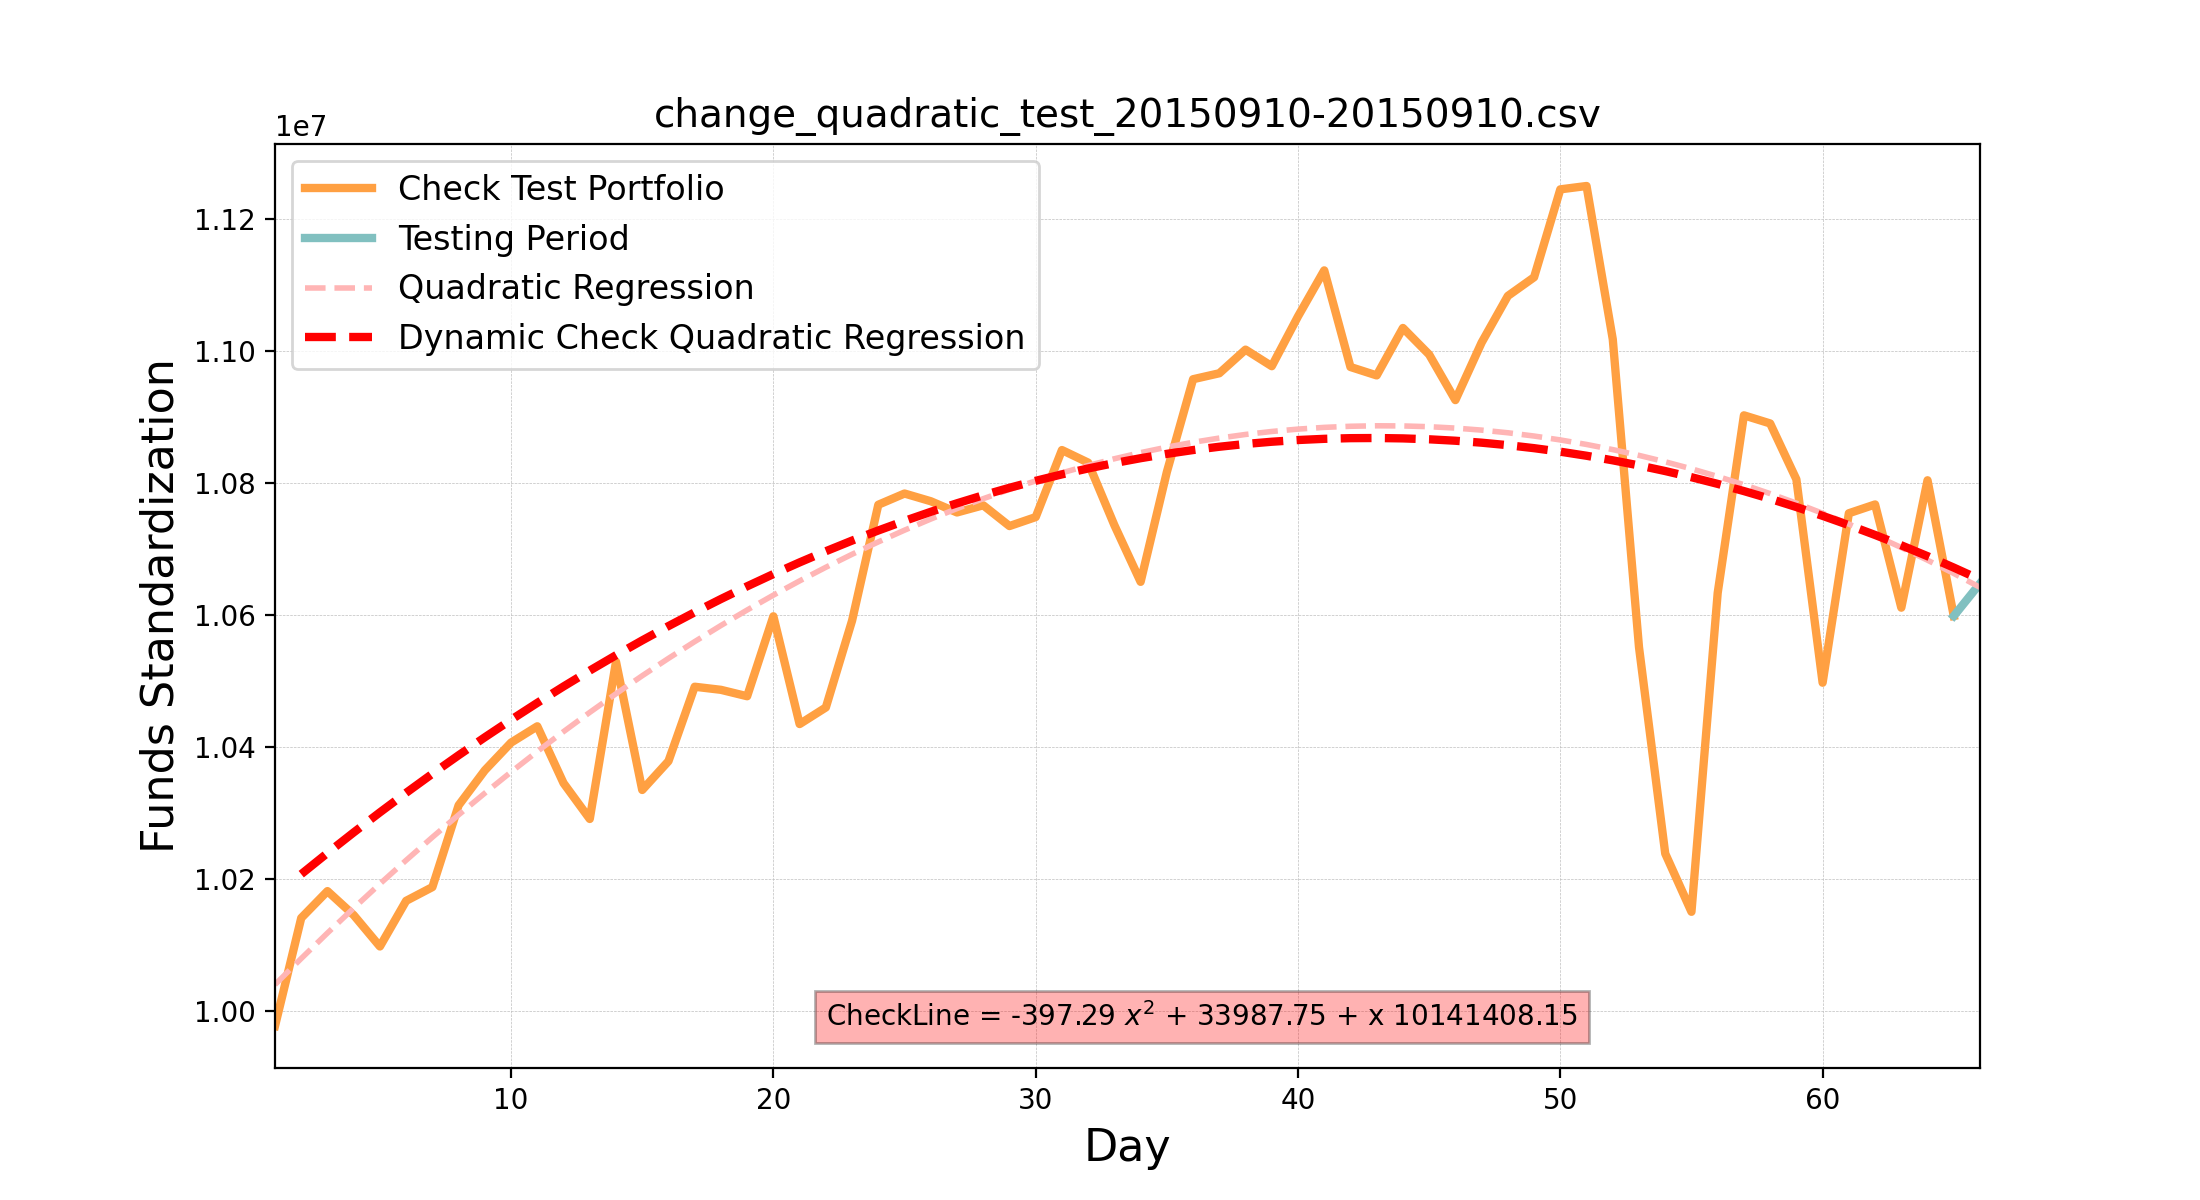 change_quadratic_test_20150910-20150910.csv
1e7
Check Test Portfolio
Testing Period
Quadratic Regression
Dynamic Check Quadratic Regression
1.12
1.10
1.08
1.06
1.04
1.02
1.00
Funds Standardization
CheckLine = -397.29 x² + 33987.75 + x 10141408.15
10 20 30 40 50 60
Day